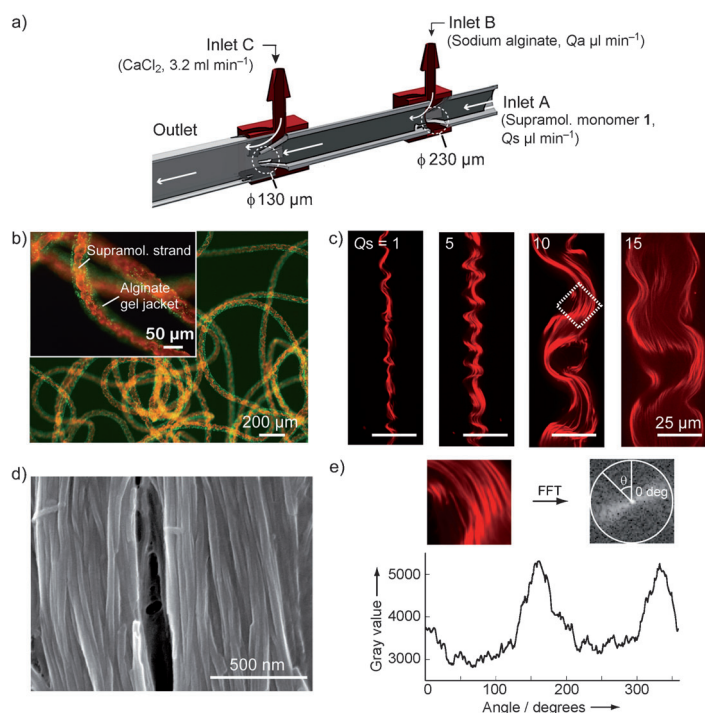 a)
Inlet C
(CaCl₂, 3.2 ml min⁻¹)
Inlet B
(Sodium alginate, Qa µl min⁻¹)
Outlet
Inlet A
(Supramol. monomer 1,
Qs µl min⁻¹)
ϕ 230 µm
ϕ 130 µm
b)
Supramol. strand
Alginate
gel jacket
50 µm
200 µm
c)
Qs = 1
5
10
15
25 µm
d)
500 nm
e)
FFT
θ
0 deg
Gray value
5000
4000
3000
0
100
200
300
Angle / degrees